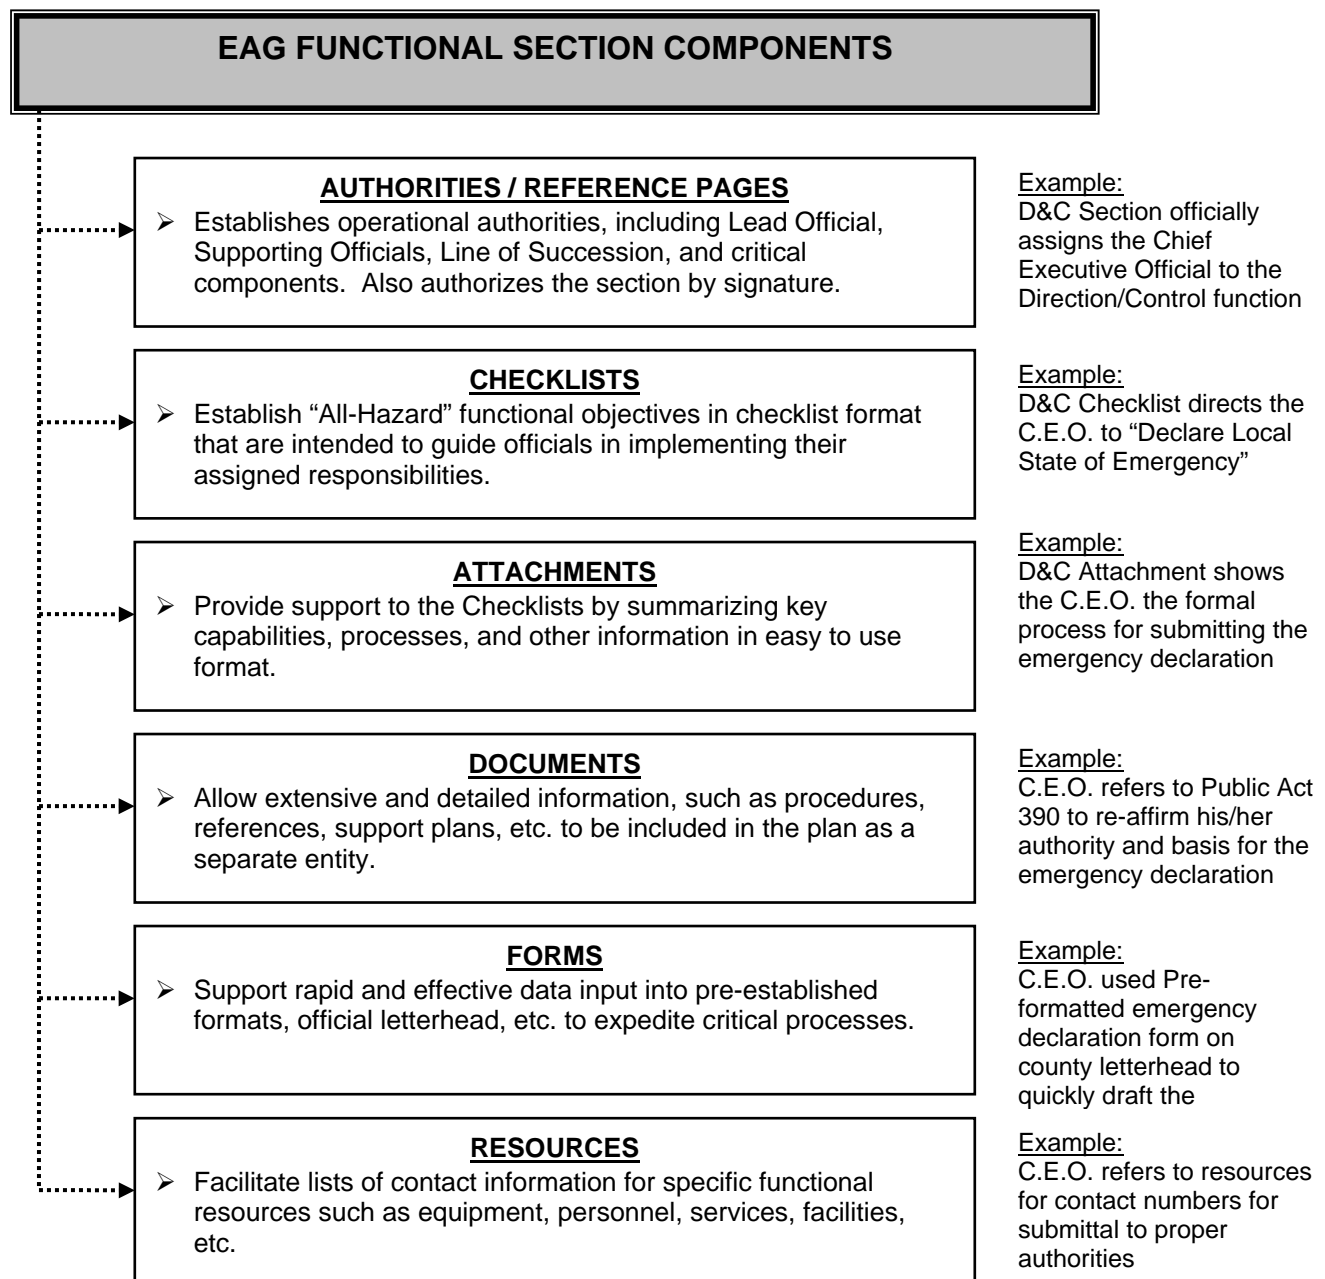 EAG FUNCTIONAL SECTION COMPONENTS
AUTHORITIES / REFERENCE PAGES
➢ Establishes operational authorities, including Lead Official,
Supporting Officials, Line of Succession, and critical
components. Also authorizes the section by signature.
Example:
D&C Section officially
assigns the Chief
Executive Official to the
Direction/Control function
CHECKLISTS
➢ Establish “All-Hazard” functional objectives in checklist format
that are intended to guide officials in implementing their
assigned responsibilities.
Example:
D&C Checklist directs the
C.E.O. to “Declare Local
State of Emergency”
ATTACHMENTS
➢ Provide support to the Checklists by summarizing key
capabilities, processes, and other information in easy to use
format.
Example:
D&C Attachment shows
the C.E.O. the formal
process for submitting the
emergency declaration
DOCUMENTS
➢ Allow extensive and detailed information, such as procedures,
references, support plans, etc. to be included in the plan as a
separate entity.
Example:
C.E.O. refers to Public Act
390 to re-affirm his/her
authority and basis for the
emergency declaration
FORMS
➢ Support rapid and effective data input into pre-established
formats, official letterhead, etc. to expedite critical processes.
Example:
C.E.O. used Pre-
formatted emergency
declaration form on
county letterhead to
quickly draft the
RESOURCES
➢ Facilitate lists of contact information for specific functional
resources such as equipment, personnel, services, facilities,
etc.
Example:
C.E.O. refers to resources
for contact numbers for
submittal to proper
authorities